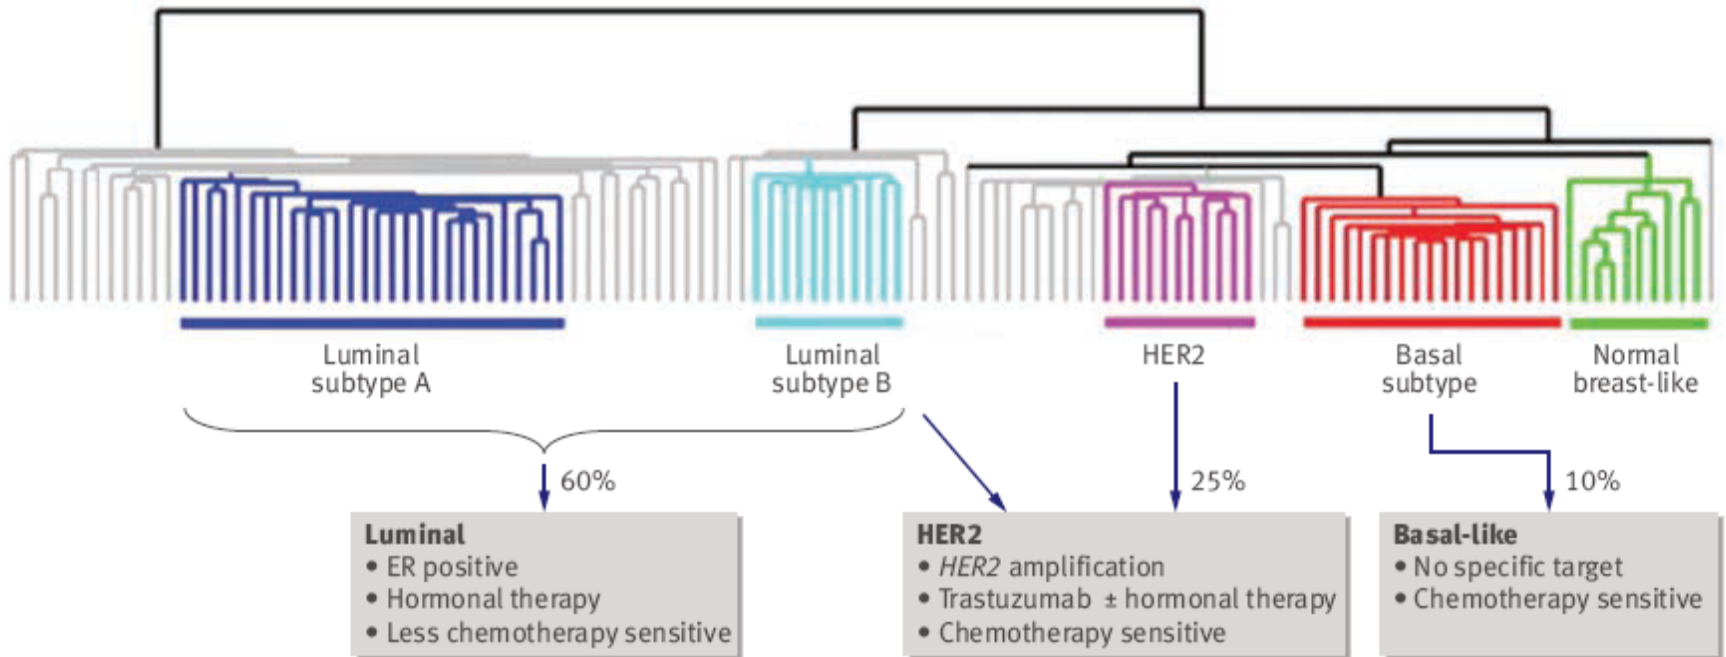 Luminal
subtype A
Luminal
subtype B
HER2
Basal
subtype
Normal
breast-like
60%
25%
10%
Luminal
• ER positive
• Hormonal therapy
• Less chemotherapy sensitive
HER2
• HER2 amplification
• Trastuzumab ± hormonal therapy
• Chemotherapy sensitive
Basal-like
• No specific target
• Chemotherapy sensitive